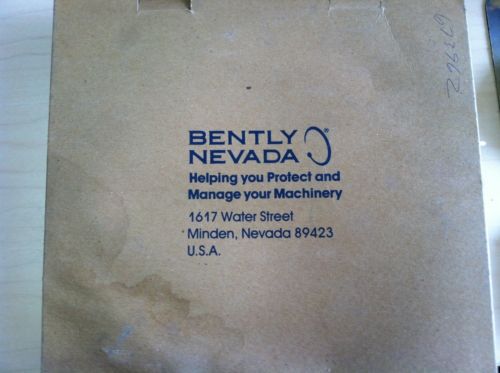 BENTLY
NEVADA ®
Helping you Protect and
Manage your Machinery
1617 Water Street
Minden, Nevada 89423
U.S.A.